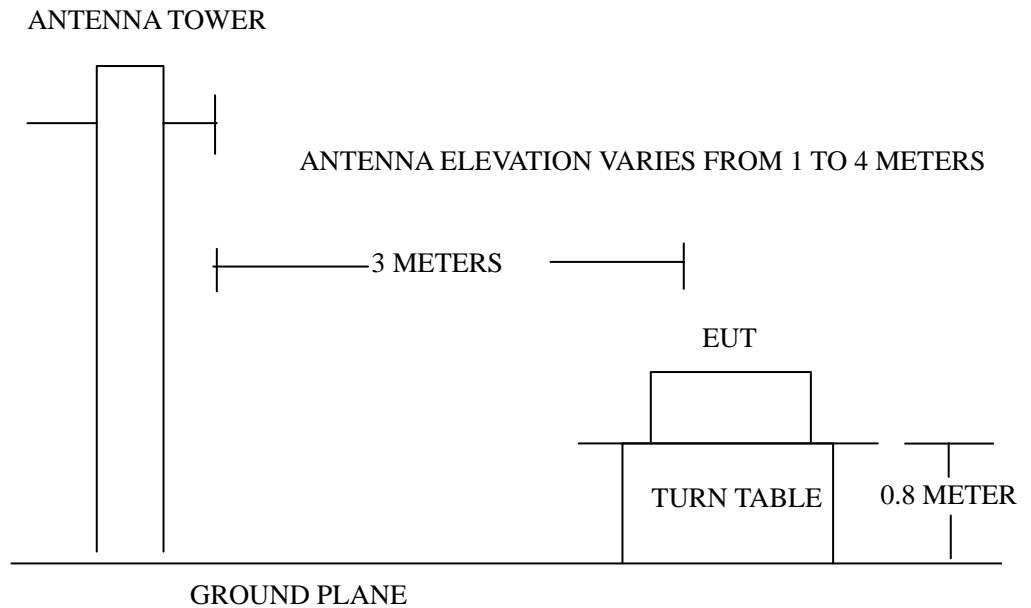 ANTENNA TOWER
ANTENNA ELEVATION VARIES FROM 1 TO 4 METERS
3 METERS
EUT
TURN TABLE
0.8 METER
GROUND PLANE